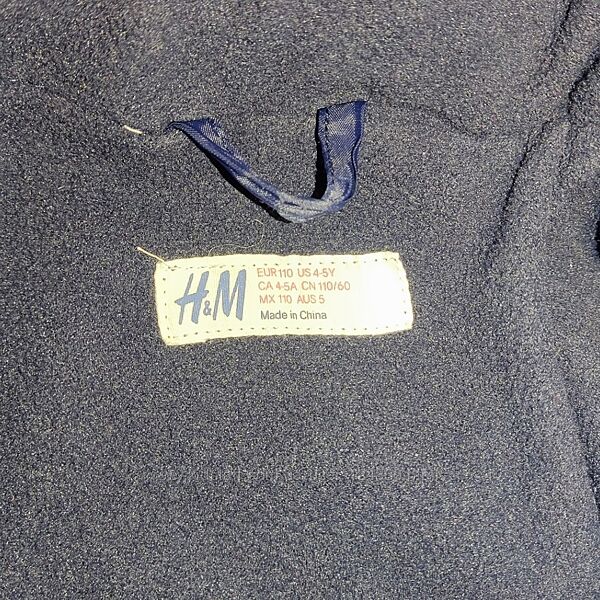 H&M
EUR 110 US 4-5Y
CA 4-5A CN 110/60
MX 110 AUS 5
Made in China